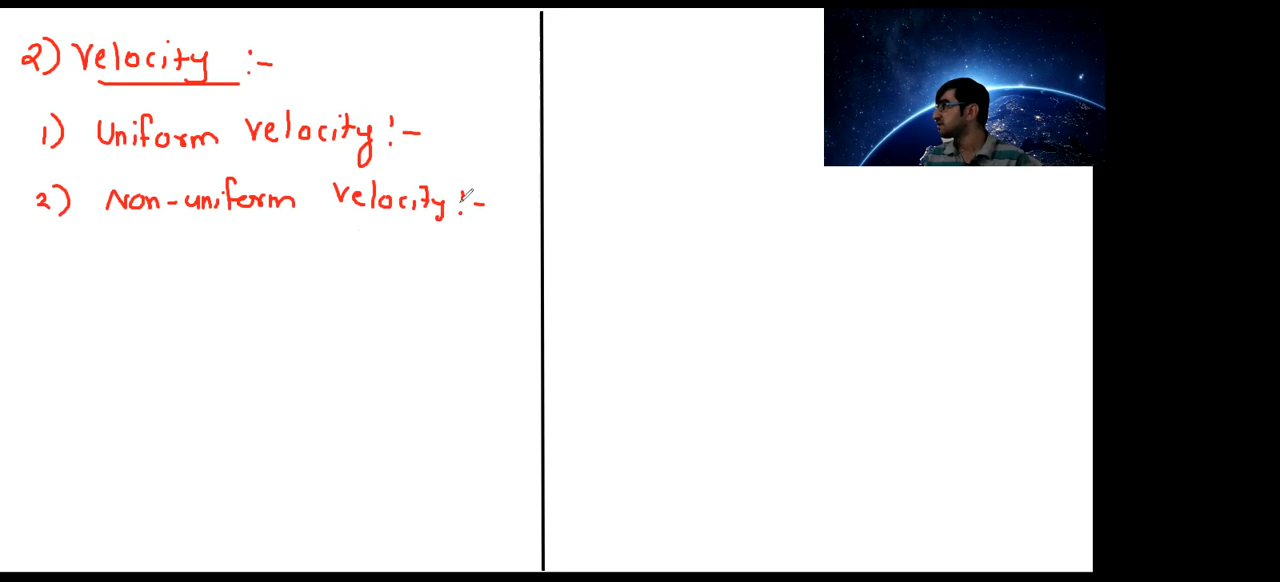 2) Velocity :-
1) Uniform velocity :-
2) Non-uniform velocity :-